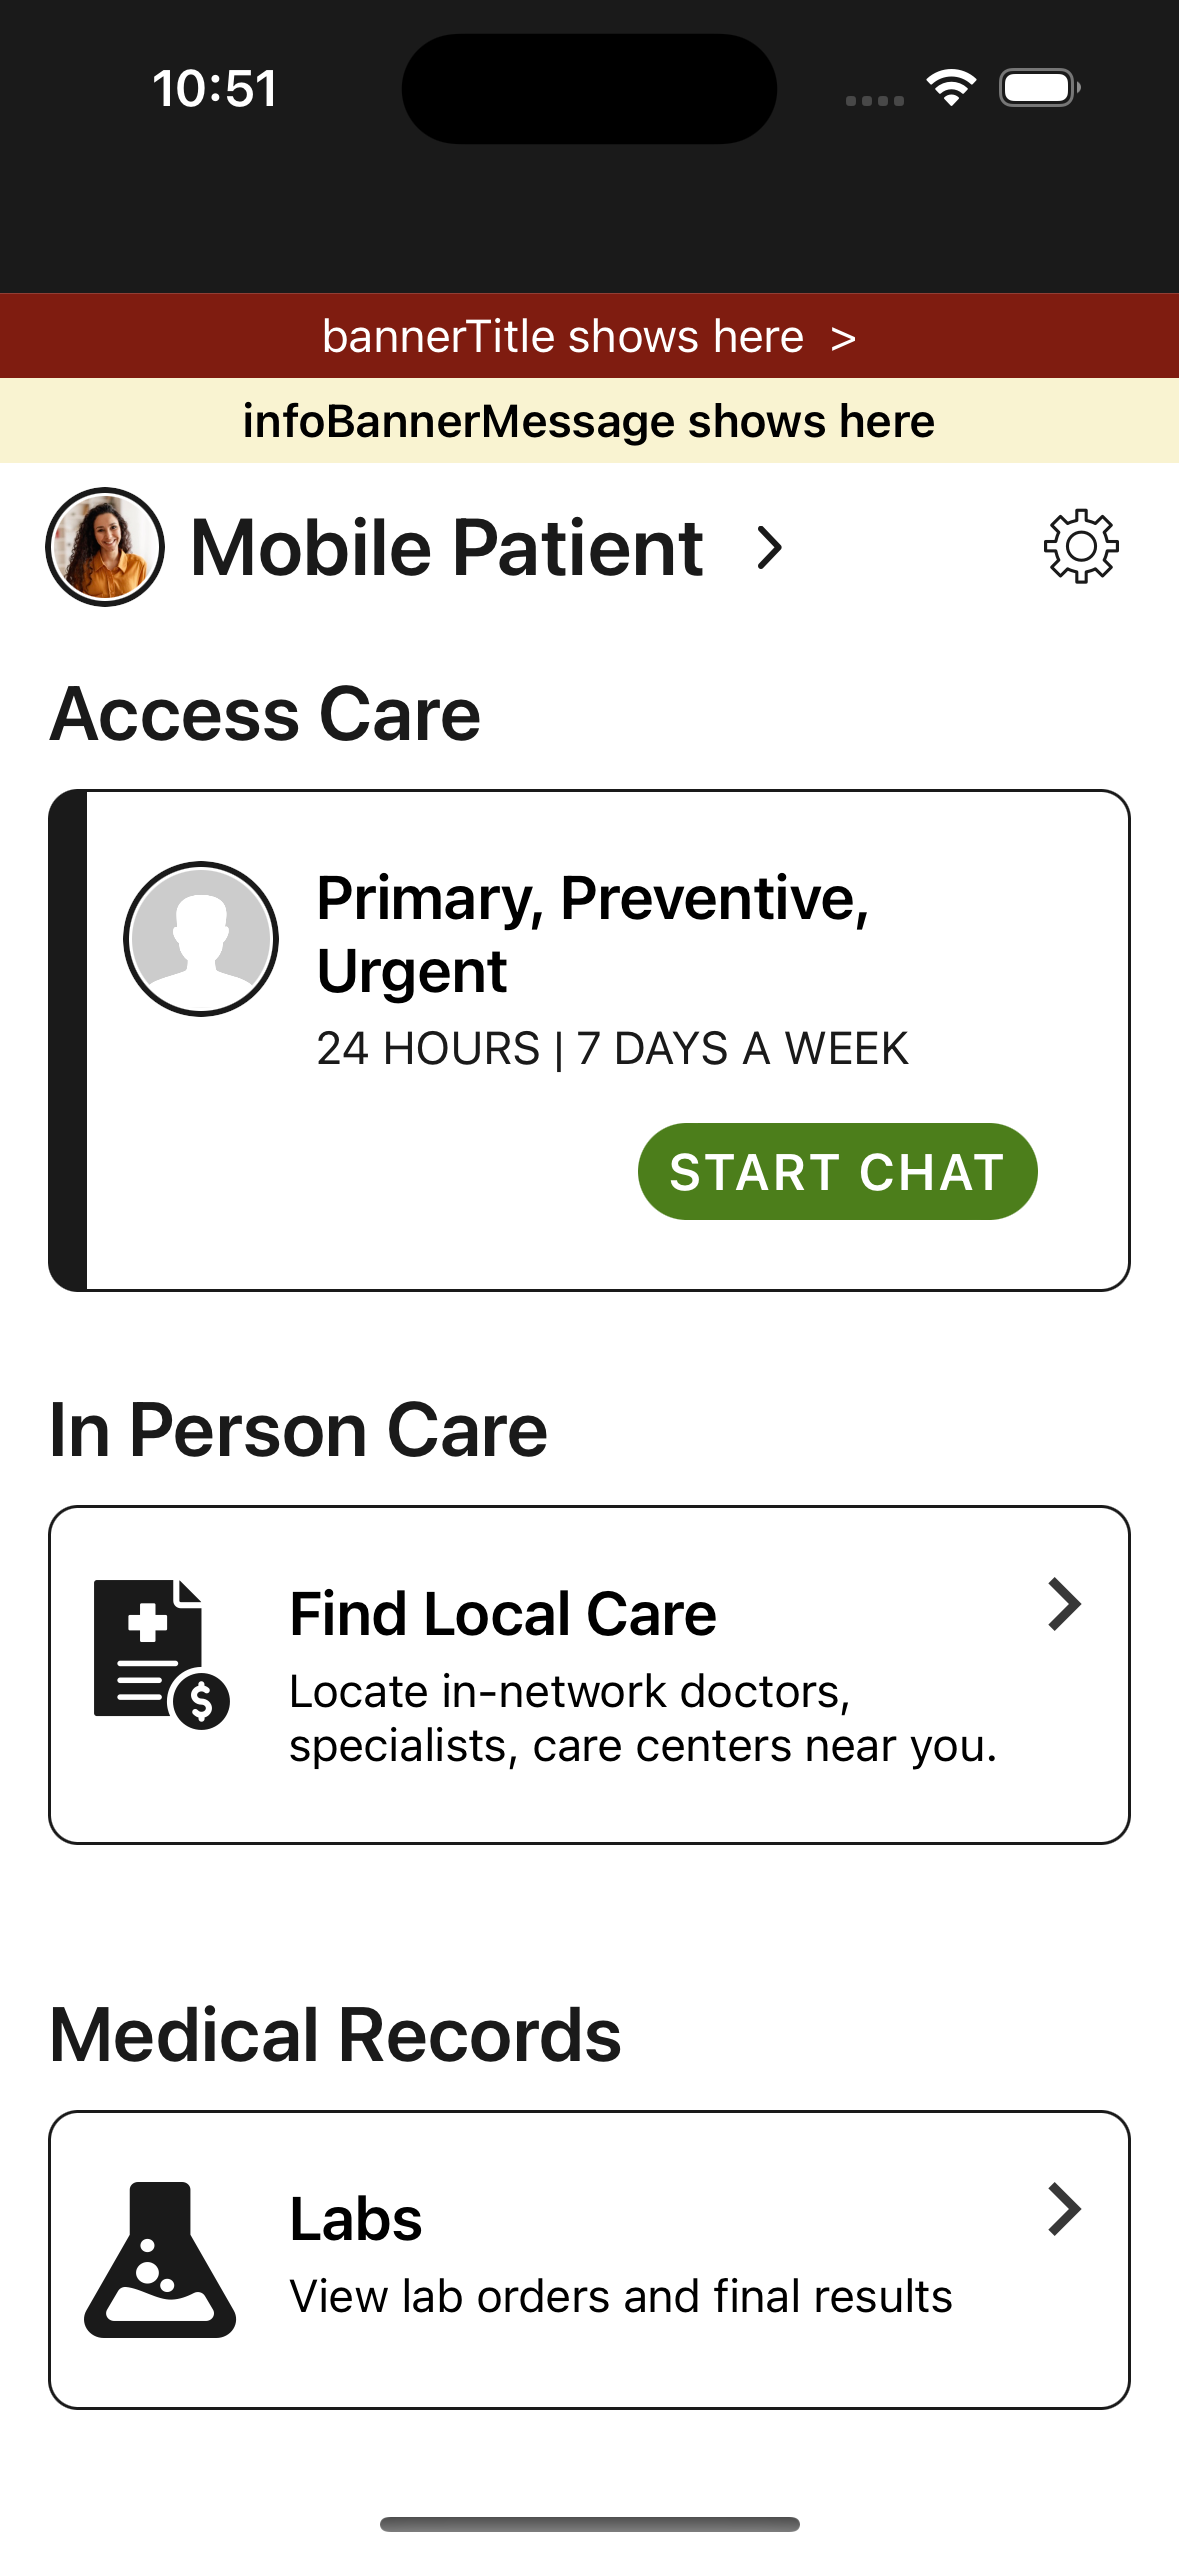 10:51
bannerTitle shows here >
infoBannerMessage shows here
Mobile Patient
Access Care
Primary, Preventive,
Urgent
24 HOURS | 7 DAYS A WEEK
START CHAT
In Person Care
Find Local Care
Locate in-network doctors,
specialists, care centers near you.
Medical Records
Labs
View lab orders and final results